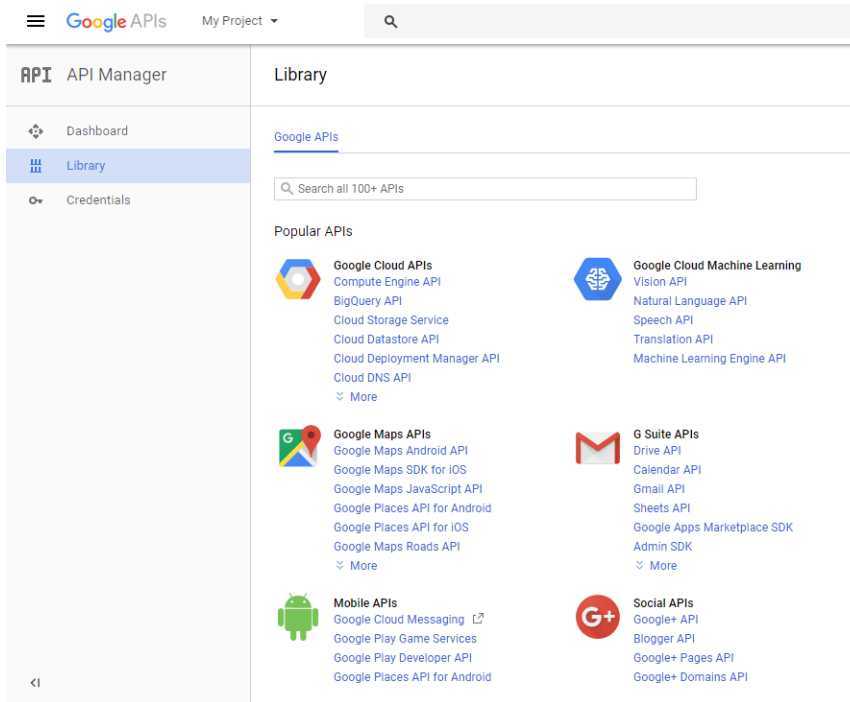 Google APIs My Project
API API Manager
Library
Dashboard
Library
Credentials
Google APIs
Search all 100+ APIs
Popular APIs
Google Cloud APIs
Compute Engine API
BigQuery API
Cloud Storage Service
Cloud Datastore API
Cloud Deployment Manager API
Cloud DNS API
More
Google Cloud Machine Learning
Vision API
Natural Language API
Speech API
Translation API
Machine Learning Engine API
G
Google Maps APIs
Google Maps Android API
Google Maps SDK for iOS
Google Maps JavaScript API
Google Places API for Android
Google Places API for iOS
Google Maps Roads API
More
G Suite APIs
Drive API
Calendar API
Gmail API
Sheets API
Google Apps Marketplace SDK
Admin SDK
More
Mobile APIs
Google Cloud Messaging
Google Play Game Services
Google Play Developer API
Google Places API for Android
G+
Social APIs
Google+ API
Blogger API
Google+ Pages API
Google+ Domains API